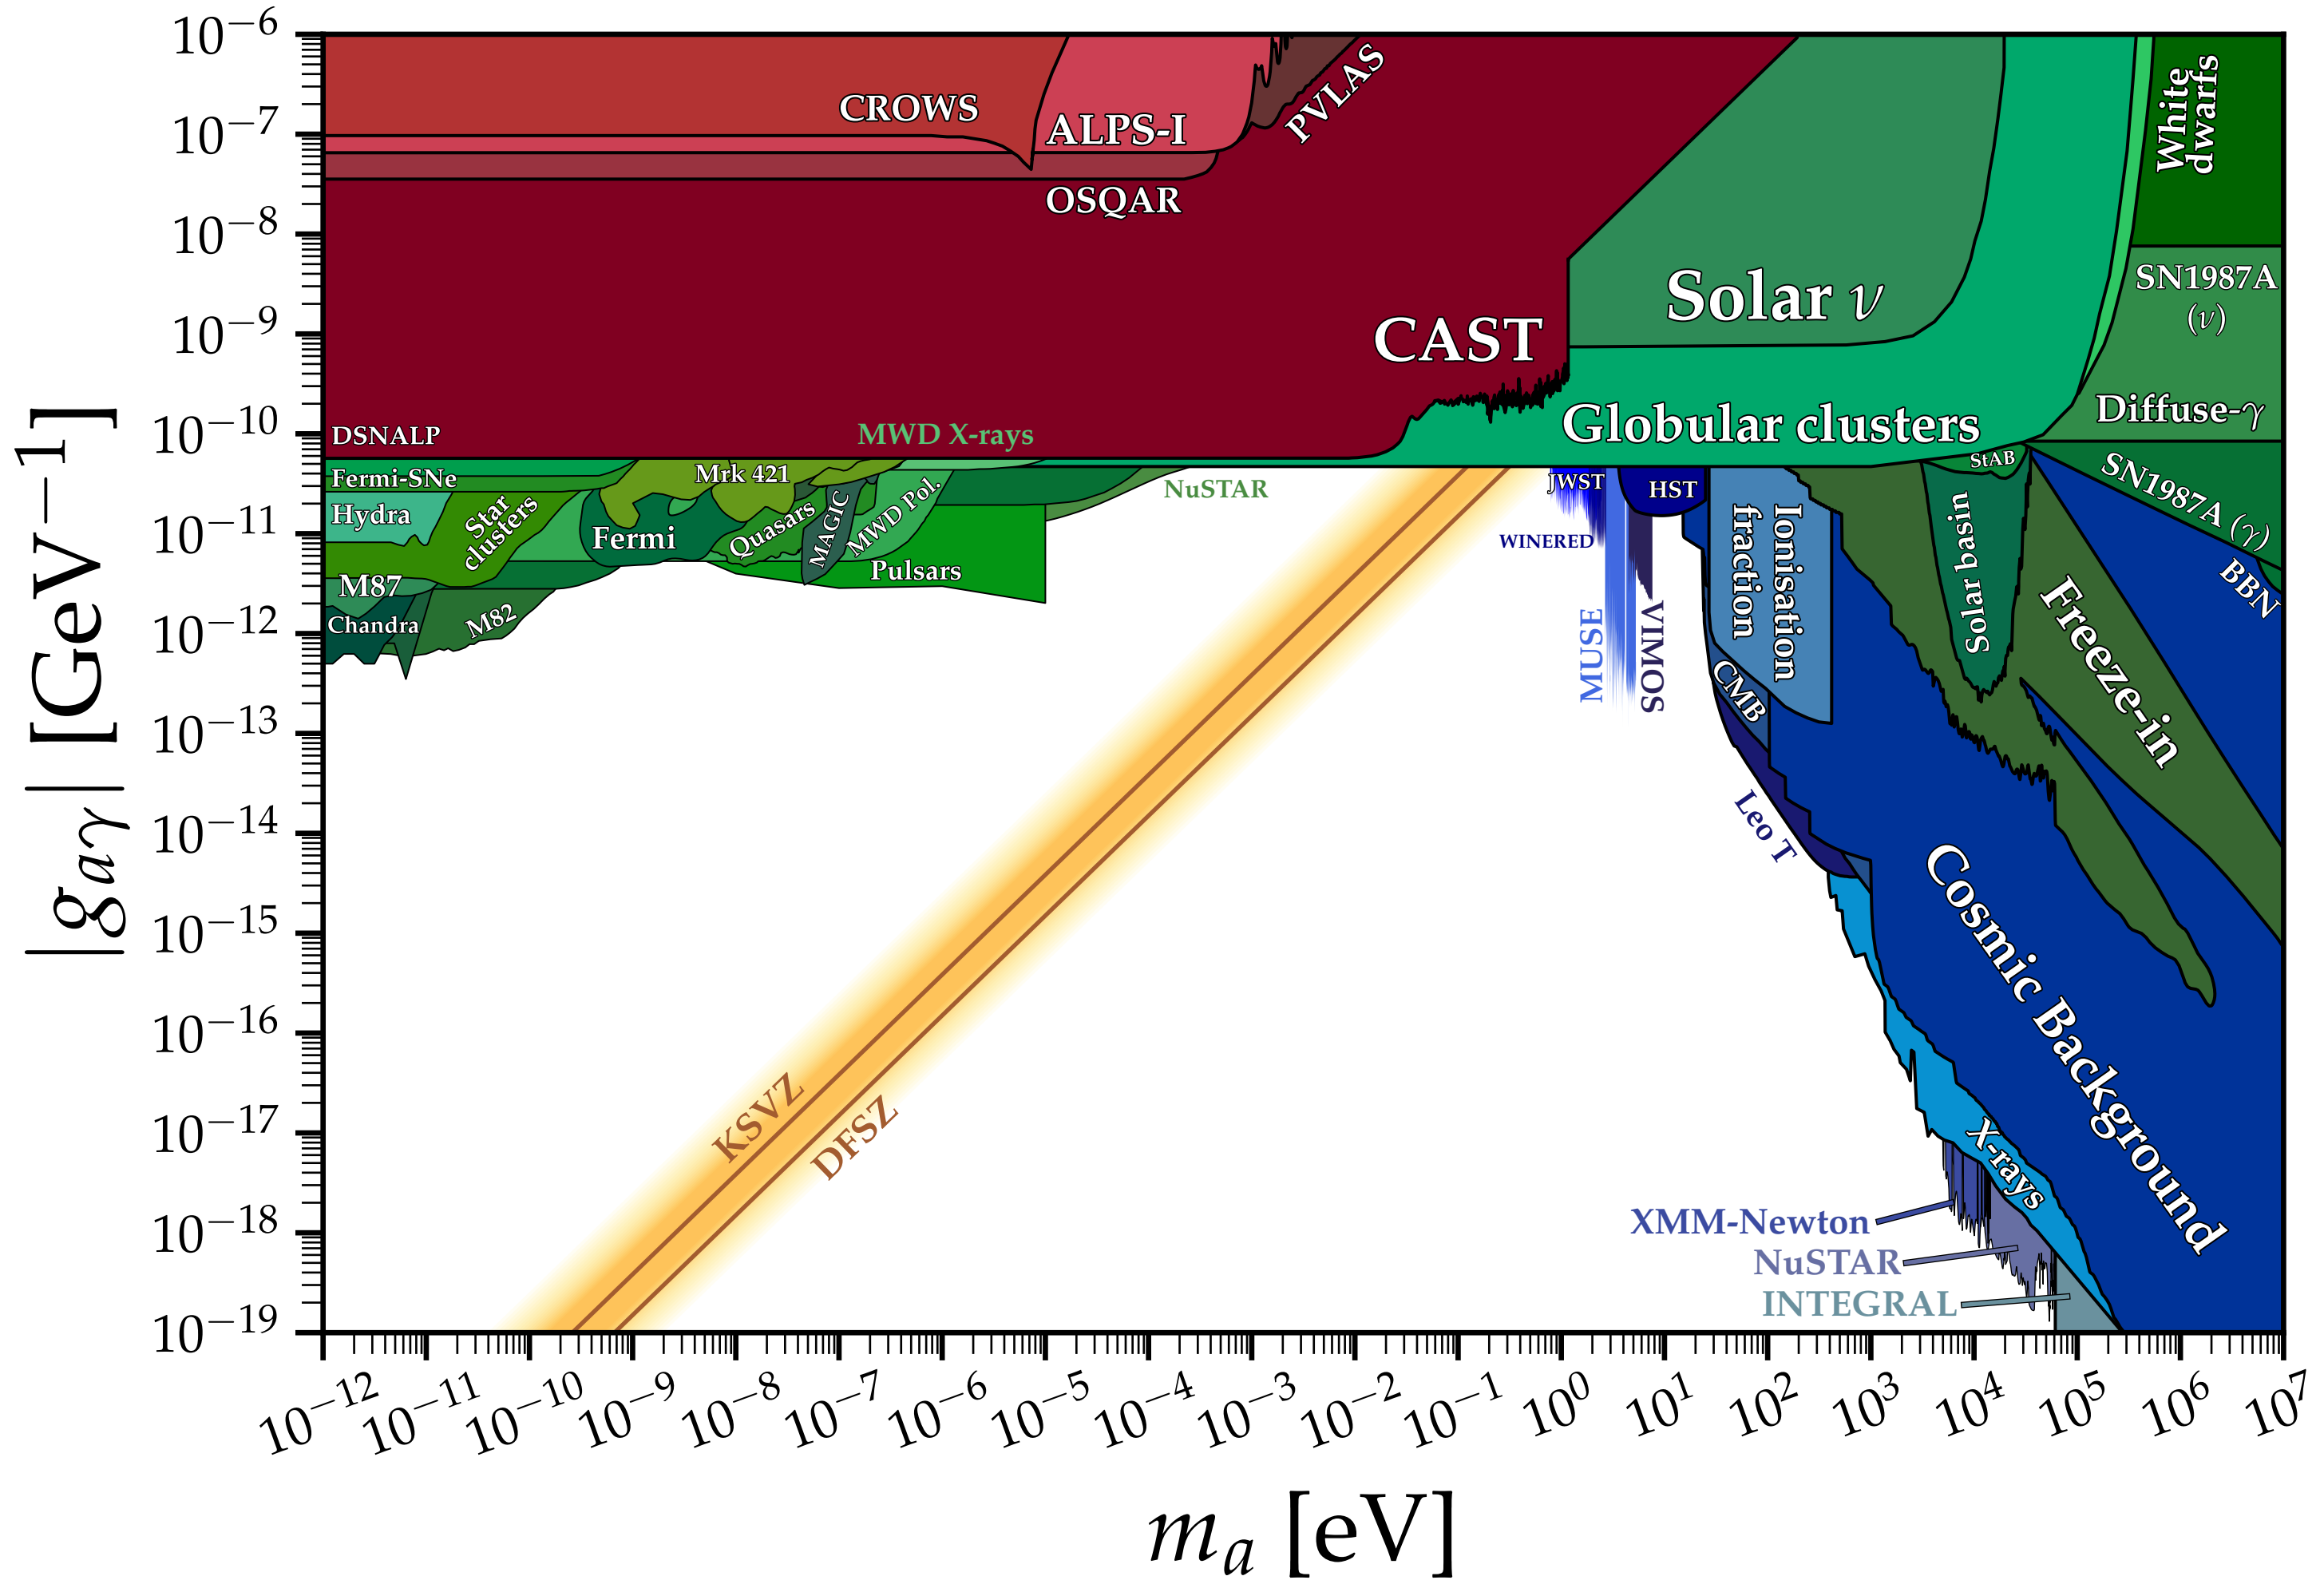 |g_{aγ}| [GeV^{−1}]
10^{−6}
10^{−7}
10^{−8}
10^{−9}
10^{−10}
10^{−11}
10^{−12}
10^{−13}
10^{−14}
10^{−15}
10^{−16}
10^{−17}
10^{−18}
10^{−19}
CROWS
ALPS-I
OSQAR
PVLAS
CAST
Solar ν
Globular clusters
White
dwarfs
SN1987A
(ν)
Diffuse-γ
SN1987A (γ)
BBN
DSNALP
Fermi-SNe
Hydra
M87
Chandra
Star
clusters
M82
Fermi
Mrk 421
Quasars
MAGIC
MWD X-rays
MWD Pol.
Pulsars
NuSTAR
JWST
WINERED
MUSE
VIMOS
HST
Ionisation
fraction
CMB
Leo T
StAB
Solar basin
Freeze-in
Cosmic Background
X-rays
XMM-Newton
NuSTAR
INTEGRAL
KSVZ
DFSZ
10^{−12}
10^{−11}
10^{−10}
10^{−9}
10^{−8}
10^{−7}
10^{−6}
10^{−5}
10^{−4}
10^{−3}
10^{−2}
10^{−1}
10^{0}
10^{1}
10^{2}
10^{3}
10^{4}
10^{5}
10^{6}
10^{7}
m_a [eV]